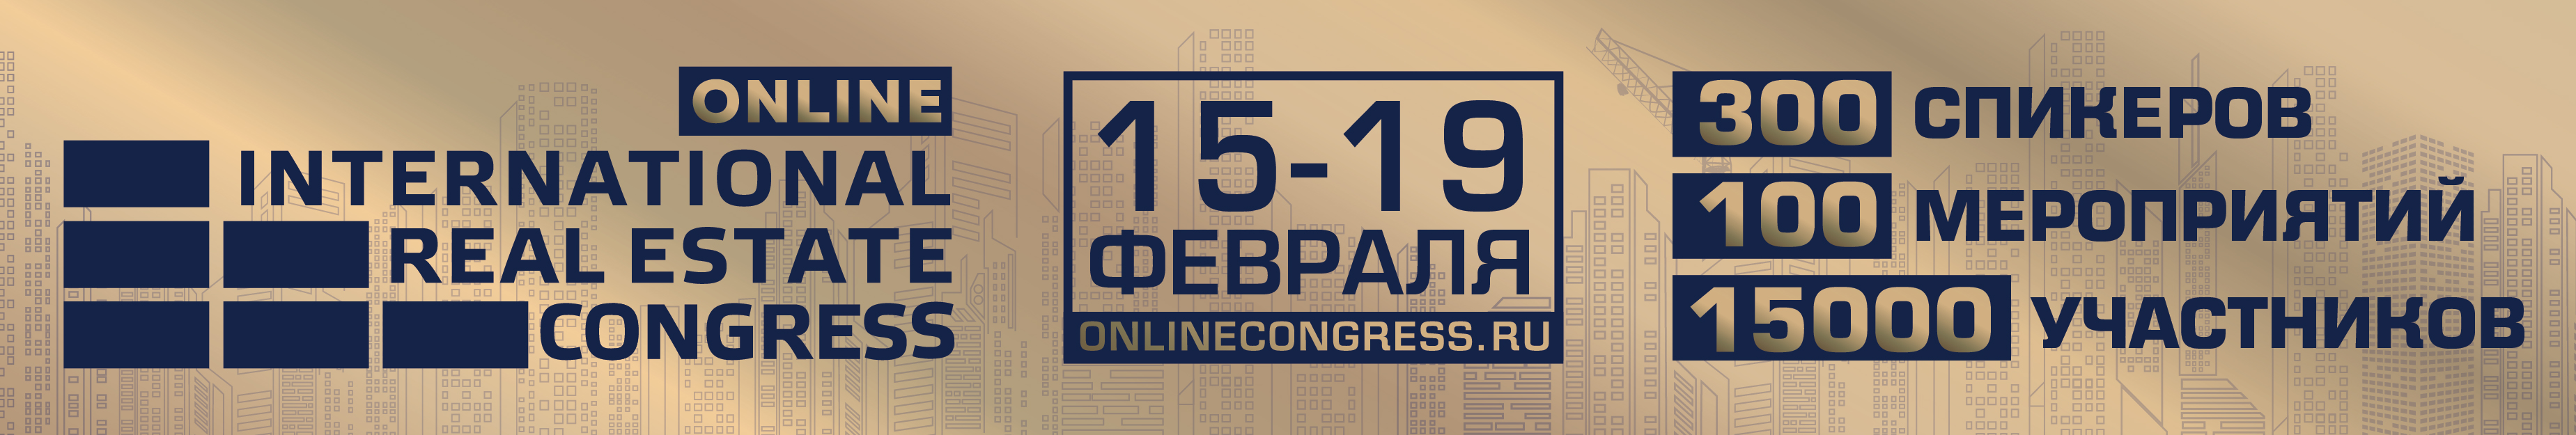 ONLINE
INTERNATIONAL
REAL ESTATE
CONGRESS
15-19
ФЕВРАЛЯ
ONLINECONGRESS.RU
300 СПИКЕРОВ
100 МЕРОПРИЯТИЙ
15000 УЧАСТНИКОВ